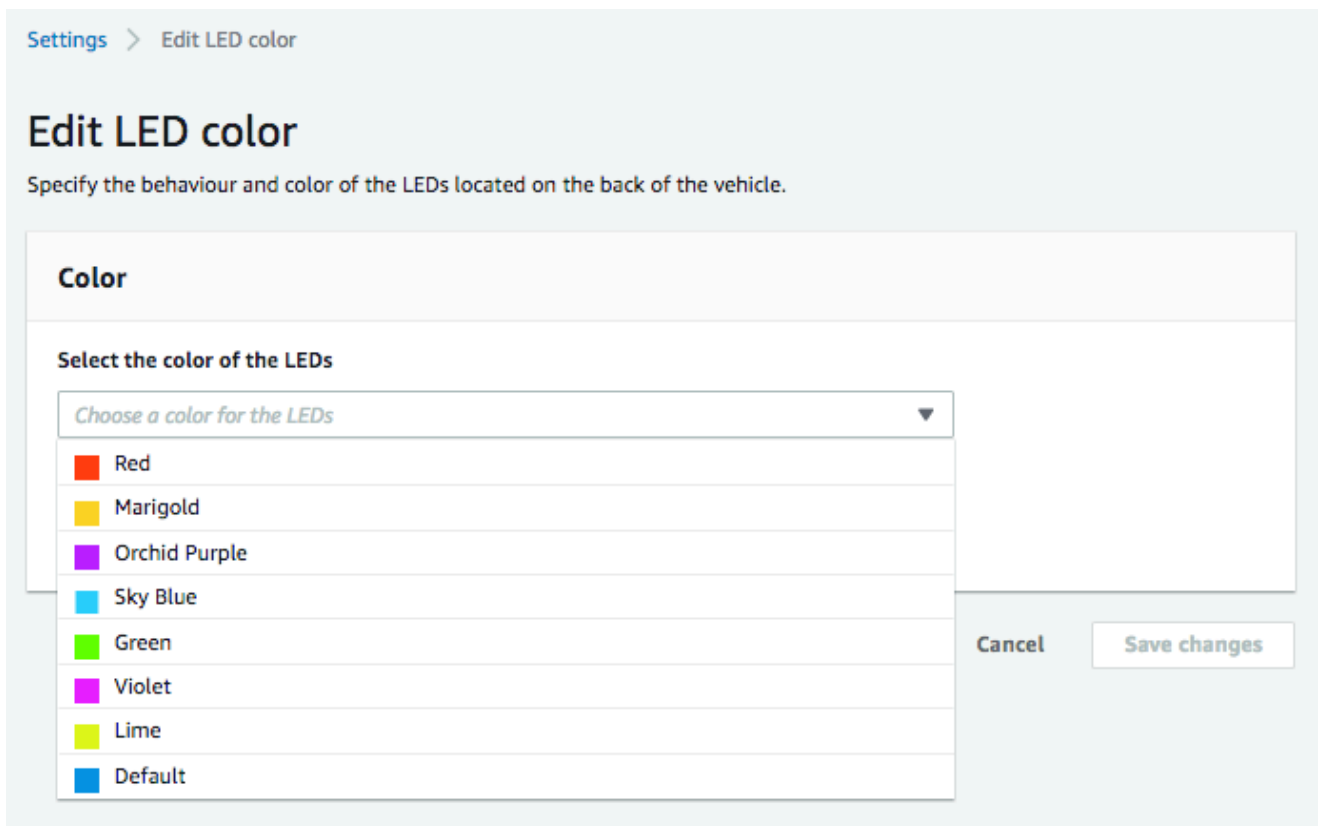 Settings > Edit LED color
Edit LED color
Specify the behaviour and color of the LEDs located on the back of the vehicle.
Color
Select the color of the LEDs
Choose a color for the LEDs
Red
Marigold
Orchid Purple
Sky Blue
Green
Violet
Lime
Default
Cancel
Save changes